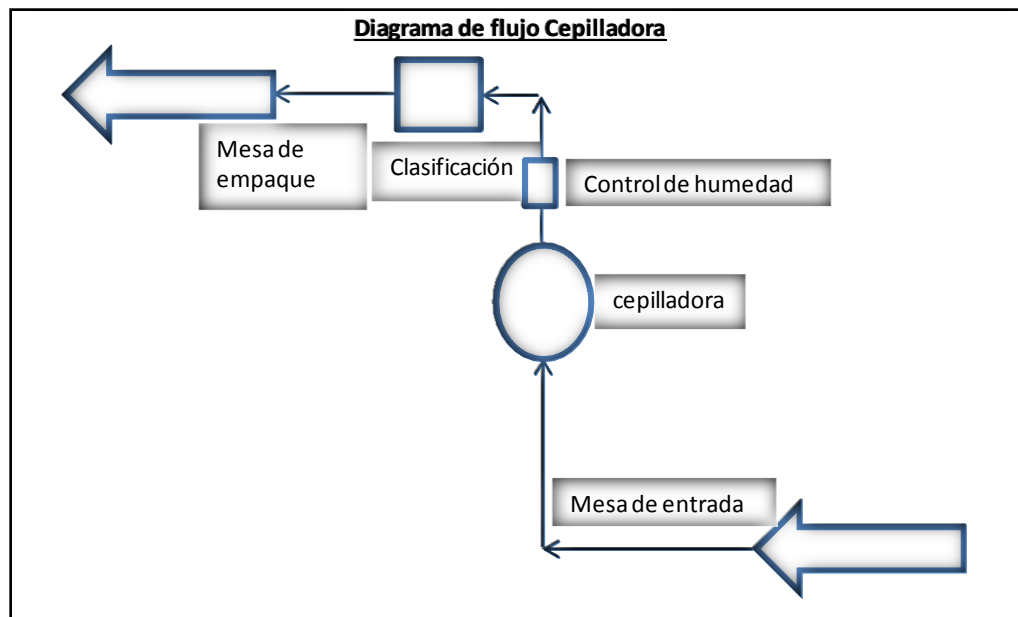 Diagrama de flujo Cepilladora
Mesa de
empaque
Clasificación
Control de humedad
cepilladora
Mesa de entrada